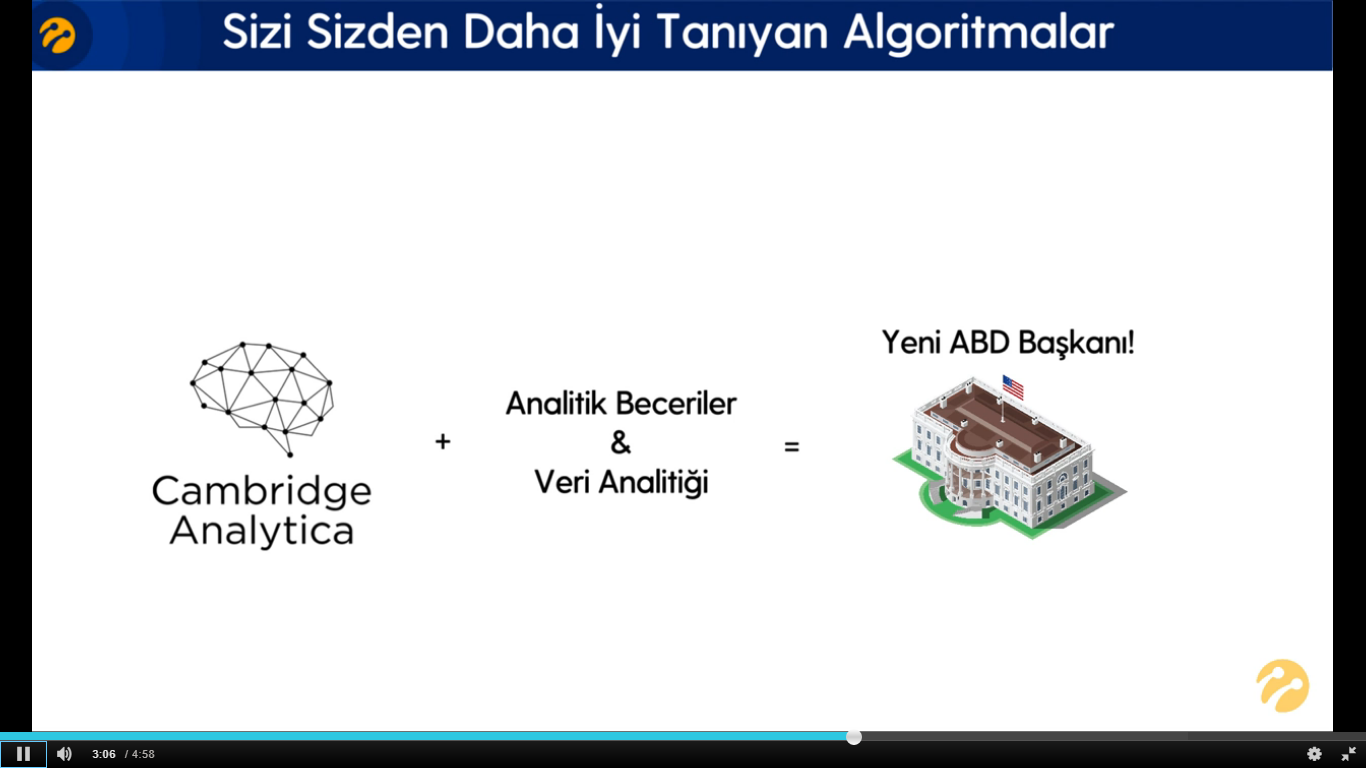 Sizi Sizden Daha İyi Tanıyan Algoritmalar
Yeni ABD Başkanı!
Cambridge
Analytica
+
Analitik Beceriler
&
Veri Analitiği
=
3:06 / 4:58